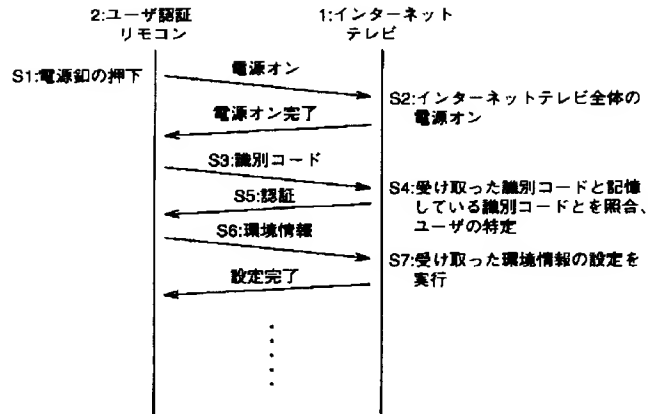 2:ユーザ認証
リモコン
1:インターネット
テレビ
S1:電源釦の押下
電源オン
S2:インターネットテレビ全体の
電源オン
電源オン完了
S3:識別コード
S4:受け取った識別コードと記憶
している識別コードとを照合、
ユーザの特定
S5:認証
S6:環境情報
S7:受け取った環境情報の設定を
実行
設定完了